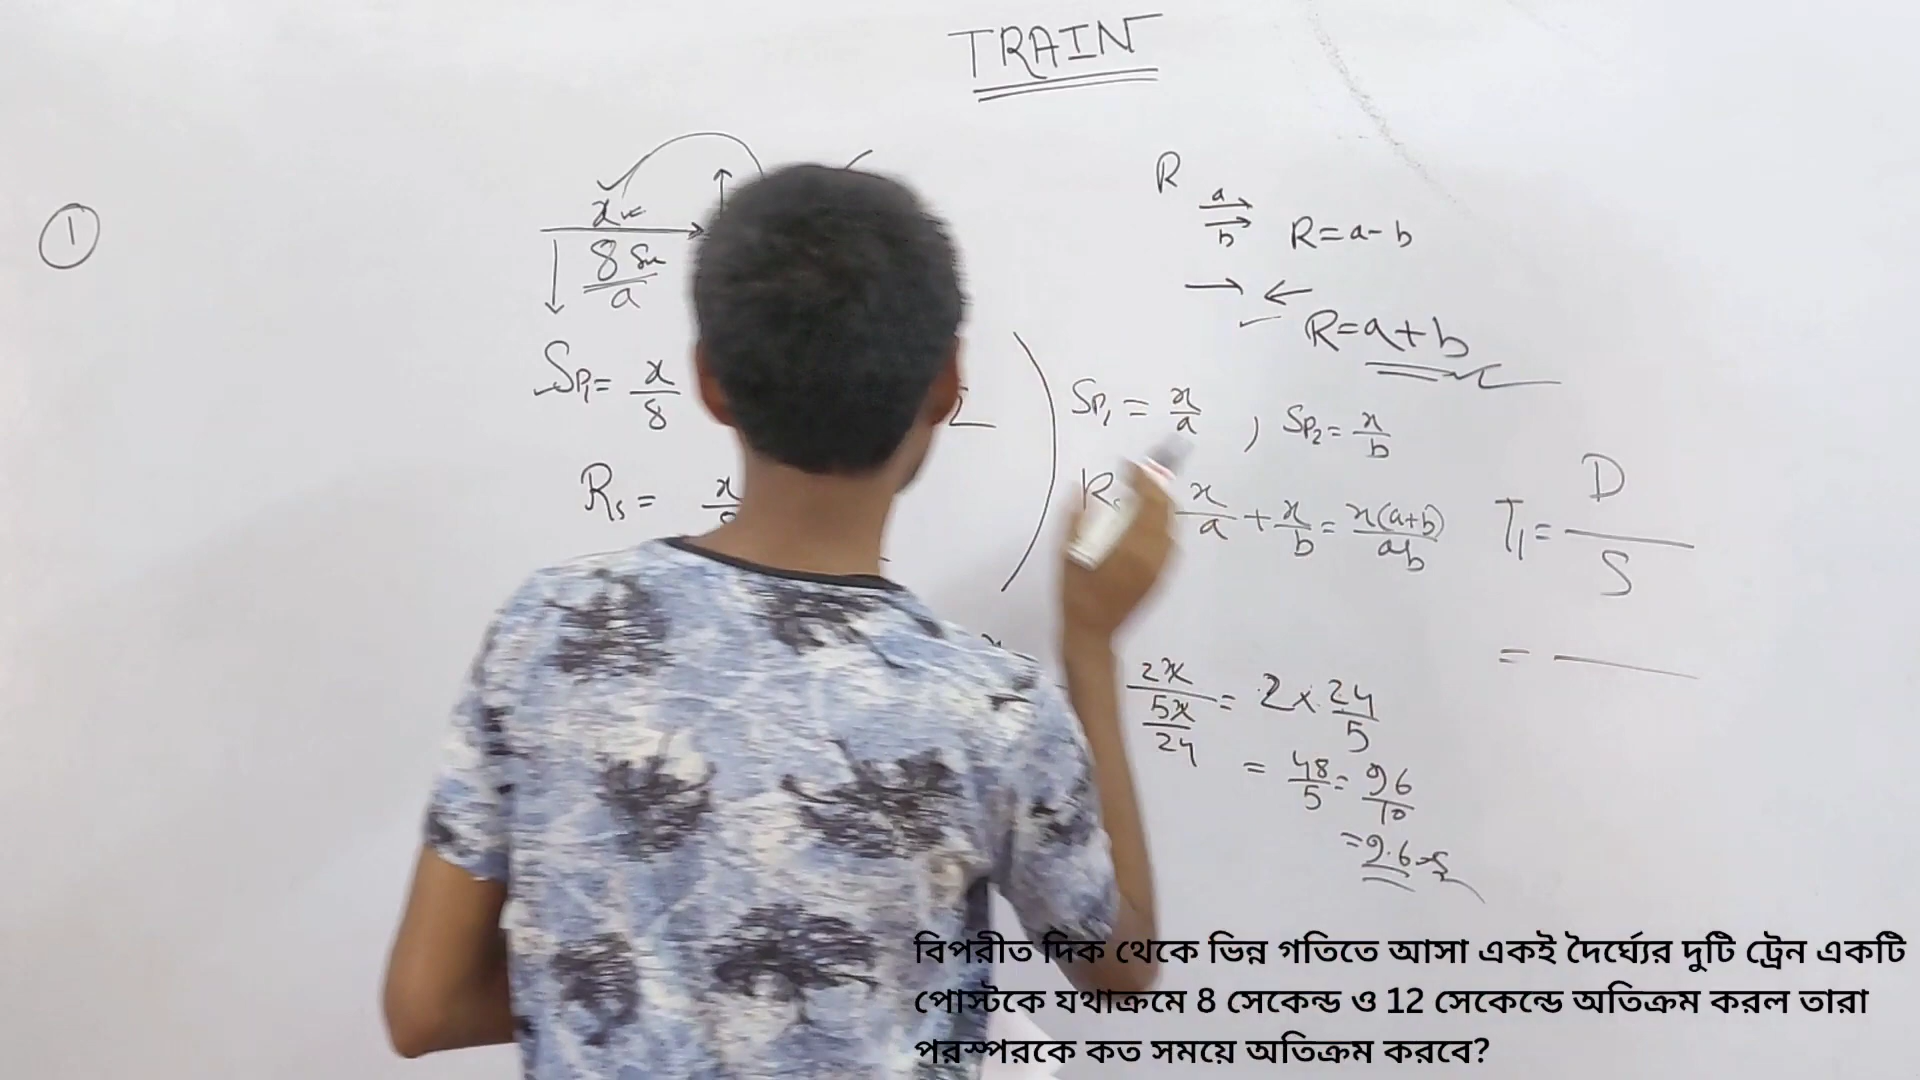 TRAIN
①
x
8 Sec
a
Sp₁= x/8
Rs = x
R
a
b
R=a-b
R=a+b
Sp₁ = x/a , Sp₂= x/b
x/a + x/b = x(a+b)/ab
T₁= D/S
=
2x/(5x/24) = 2 x 24/5
= 48/5 = 96/10
=9.6
বিপরীত দিক থেকে ভিন্ন গতিতে আসা একই দৈর্ঘ্যের দুটি ট্রেন একটি
পোস্টকে যথাক্রমে 8 সেকেন্ড ও 12 সেকেন্ডে অতিক্রম করল তারা
পরস্পরকে কত সময়ে অতিক্রম করবে?